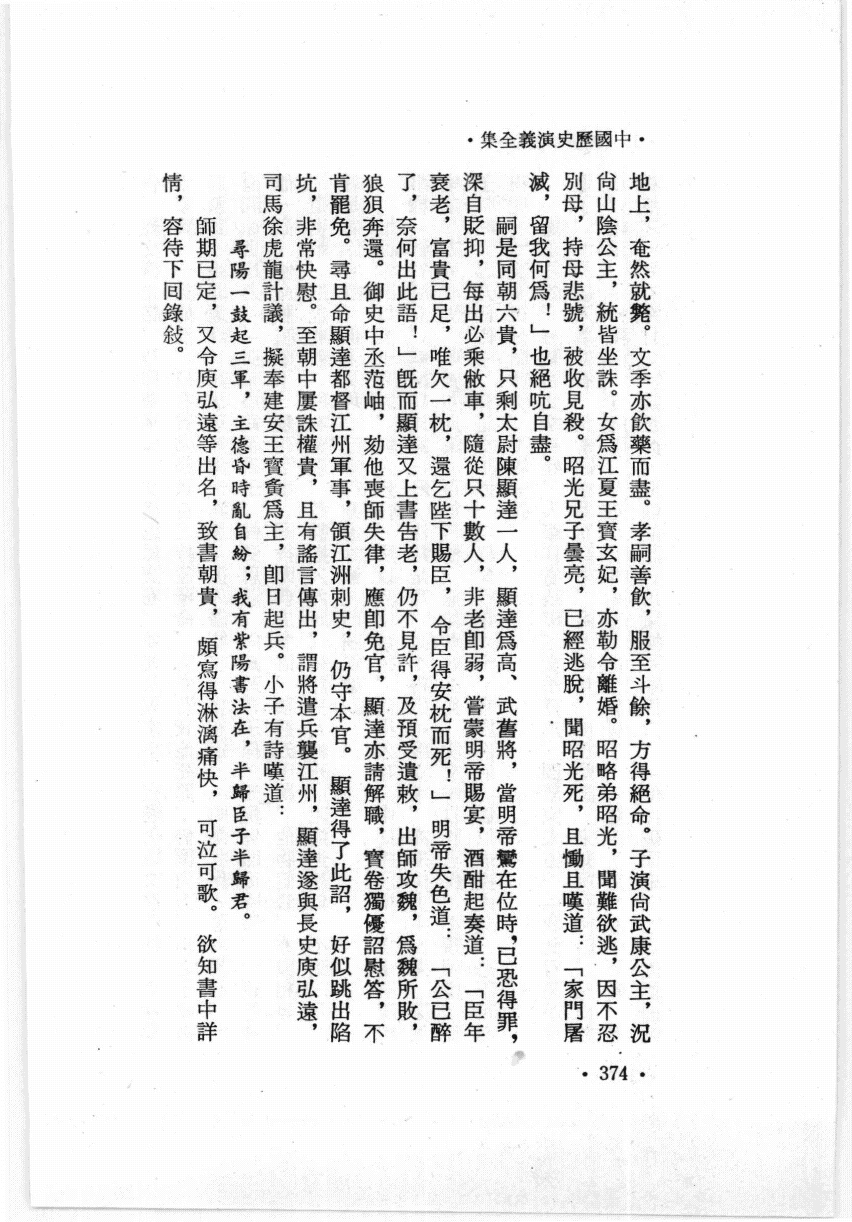 ·中國歷史演義全集·
地上，奄然就斃。文季亦飲藥而盡。孝嗣善飲，服至斗餘，方得絕命。子演尚武康公主，況
尚山陰公主，統皆坐誅。女爲江夏王寶玄妃，亦勒令離婚。昭略弟昭光，聞難欲逃，因不忍
別母，持母悲號，被收見殺。昭光兄子曇亮，已經逃脫，聞昭光死，且慟且嘆道：「家門屠
滅，留我何爲！」也絕吭自盡。
嗣是同朝六貴，只剩太尉陳顯達一人，顯達爲高、武舊將，當明帝鸞在位時，已恐得罪，
深自貶抑，每出必乘敝車，隨從只十數人，非老卽弱，嘗蒙明帝賜宴，酒酣起奏道：「臣年
衰老，富貴已足，唯欠一枕，還乞陛下賜臣，令臣得安枕而死！」明帝失色道：「公已醉
了，奈何出此語！」旣而顯達又上書告老，仍不見許，及預受遺敕，出師攻魏，爲魏所敗，
狼狽奔還。御史中丞范岫，劾他喪師失律，應卽免官，顯達亦請解職，寶卷獨優詔慰答，不
肯罷免。尋且命顯達都督江州軍事，領江洲刺史，仍守本官。顯達得了此詔，好似跳出陷
坑，非常快慰。至朝中屢誅權貴，且有謠言傳出，謂將遣兵襲江州，顯達遂與長史庾弘遠，
司馬徐虎龍計議，擬奉建安王寶夤爲主，卽日起兵。小子有詩嘆道：
尋陽一鼓起三軍，主德昏時亂自紛；我有紫陽書法在，半歸臣子半歸君。
師期已定，又令庾弘遠等出名，致書朝貴，頗寫得淋漓痛快，可泣可歌。欲知書中詳
情，容待下回錄敍。
·374·